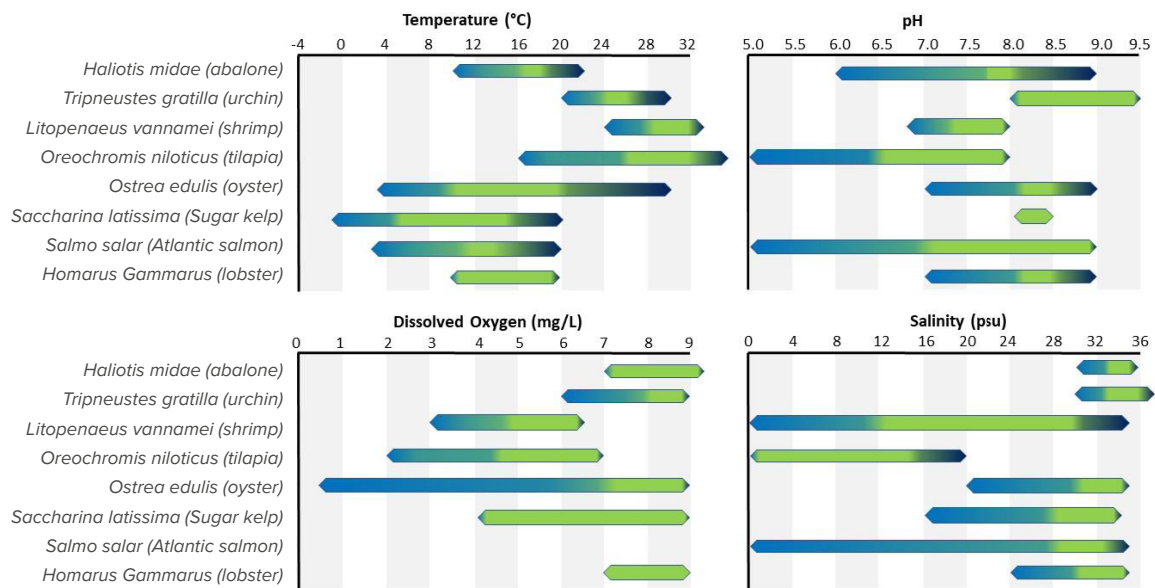 Temperature (°C)
pH
-4 0 4 8 12 16 20 24 28 32
5.0 5.5 6.0 6.5 7.0 7.5 8.0 8.5 9.0 9.5
Haliotis midae (abalone)
Tripneustes gratilla (urchin)
Litopenaeus vannamei (shrimp)
Oreochromis niloticus (tilapia)
Ostrea edulis (oyster)
Saccharina latissima (Sugar kelp)
Salmo salar (Atlantic salmon)
Homarus Gammarus (lobster)
Dissolved Oxygen (mg/L)
Salinity (psu)
0 1 2 3 4 5 6 7 8 9
0 4 8 12 16 20 24 28 32 36
Haliotis midae (abalone)
Tripneustes gratilla (urchin)
Litopenaeus vannamei (shrimp)
Oreochromis niloticus (tilapia)
Ostrea edulis (oyster)
Saccharina latissima (Sugar kelp)
Salmo salar (Atlantic salmon)
Homarus Gammarus (lobster)